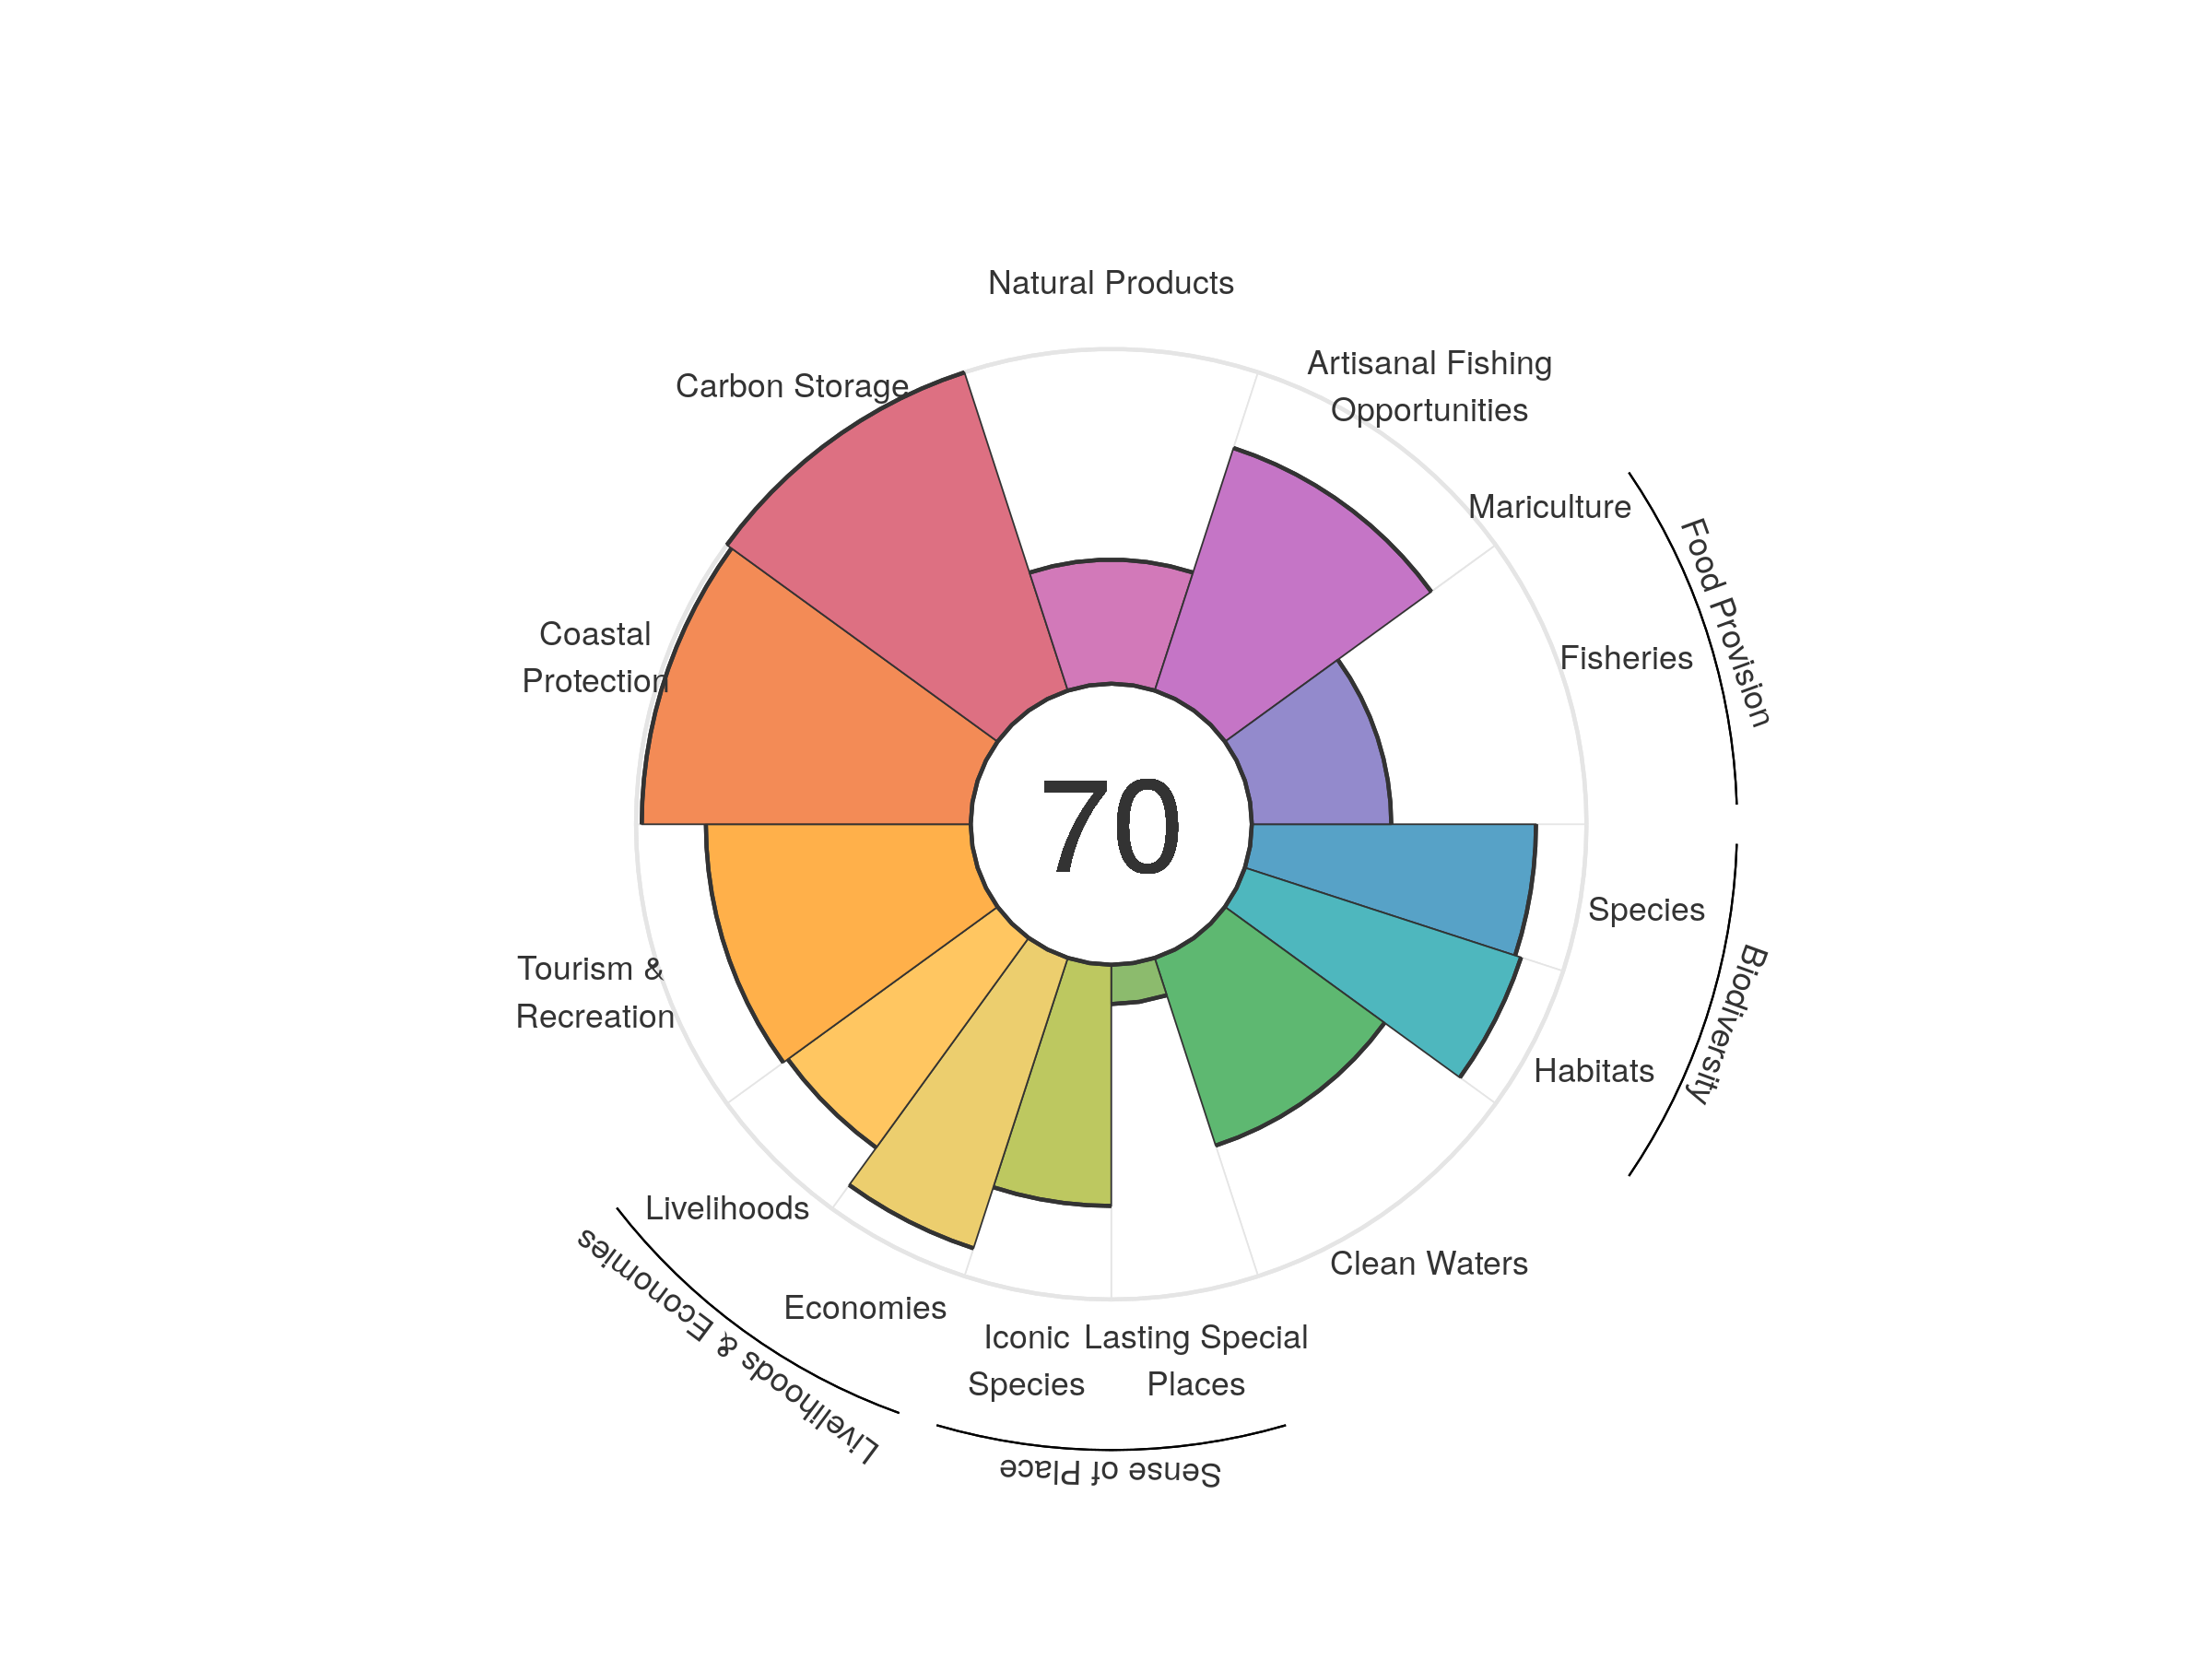 Natural Products
Artisanal Fishing
Opportunities
Carbon Storage
Mariculture
Food Provision
Fisheries
Coastal
Protection
70
Species
Biodiversity
Tourism &
Recreation
Habitats
Livelihoods
Livelihoods & Economies
Clean Waters
Economies
Iconic
Species
Lasting Special
Places
Sense of Place